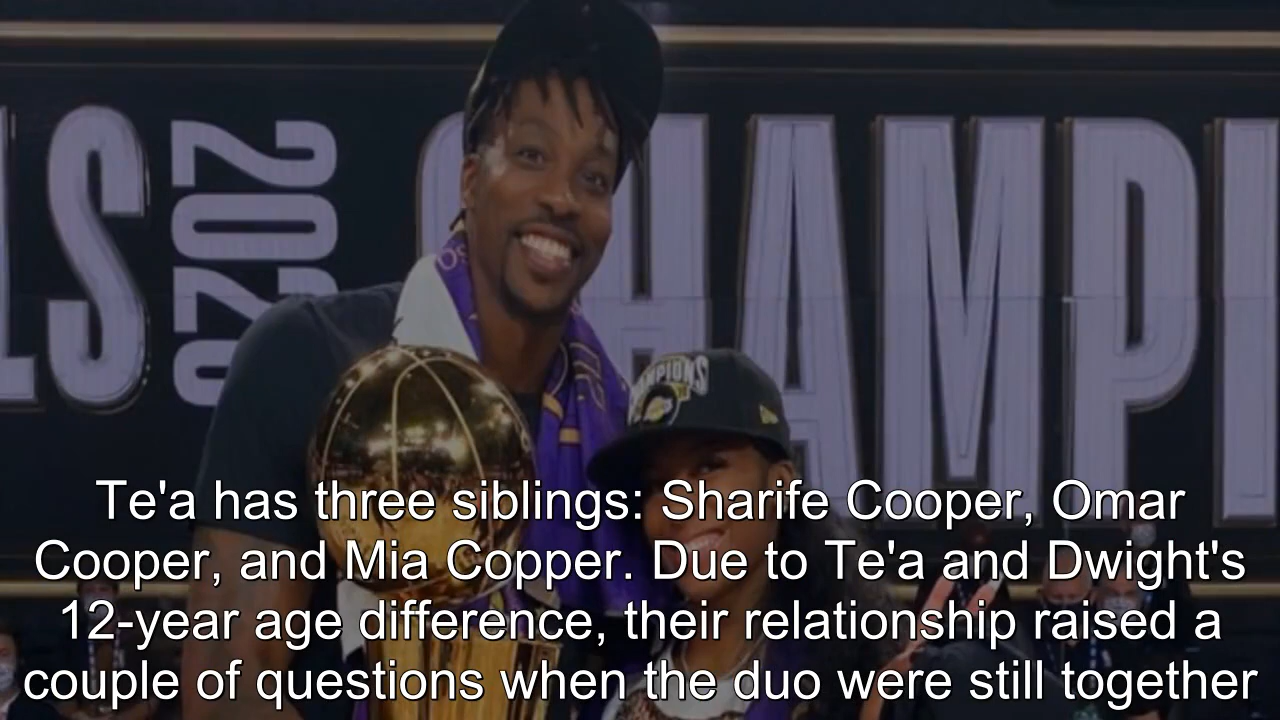 LS 2020 CHAMPI
MPIONS
Te'a has three siblings: Sharife Cooper, Omar
Cooper, and Mia Copper. Due to Te'a and Dwight's
12-year age difference, their relationship raised a
couple of questions when the duo were still together